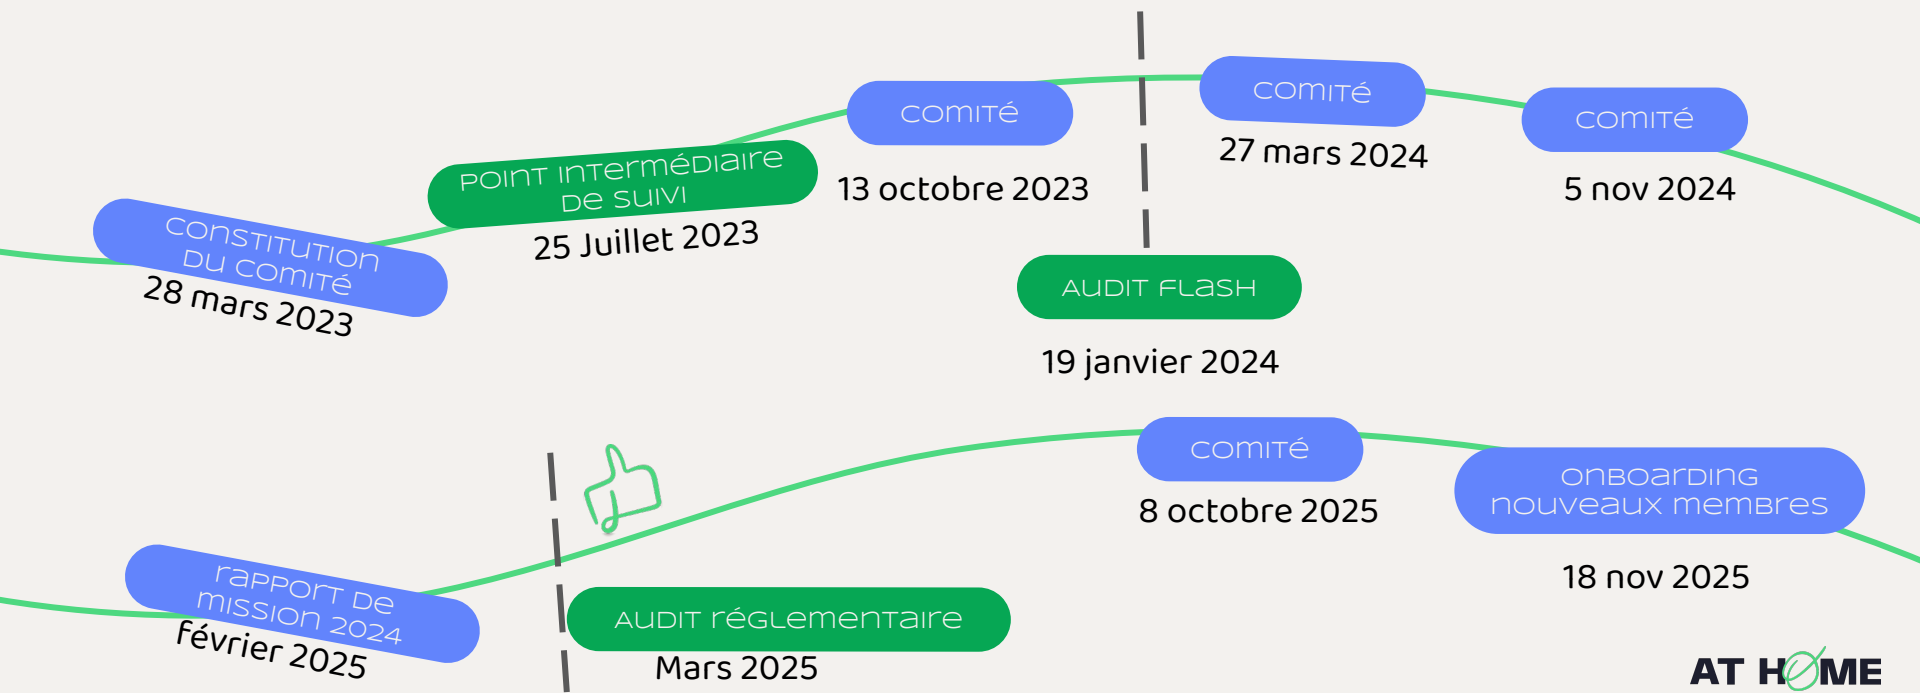 Constitution
du comité
28 mars 2023
Point intermédiaire
de suivi
25 Juillet 2023
Comité
13 octobre 2023
Audit flash
19 janvier 2024
Comité
27 mars 2024
Comité
5 nov 2024
Rapport de
mission 2024
février 2025
Audit réglementaire
Mars 2025
Comité
8 octobre 2025
Onboarding
nouveaux membres
18 nov 2025
AT HOME